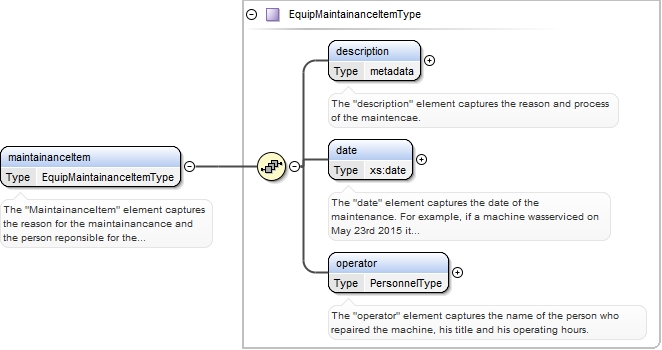 EquipMaintainanceItemType
description
Type metadata
The "description" element captures the reason and process
of the maintencae.
maintainanceItem
Type EquipMaintainanceItemType
The "MaintainanceItem" element captures
the reason for the maintainancance and
the person reponsible for the...
date
Type xs:date
The "date" element captures the date of the
maintenance. For example, if a machine wasserviced on
May 23rd 2015 it...
operator
Type PersonnelType
The "operator" element captures the name of the person who
repaired the machine, his title and his operating hours.